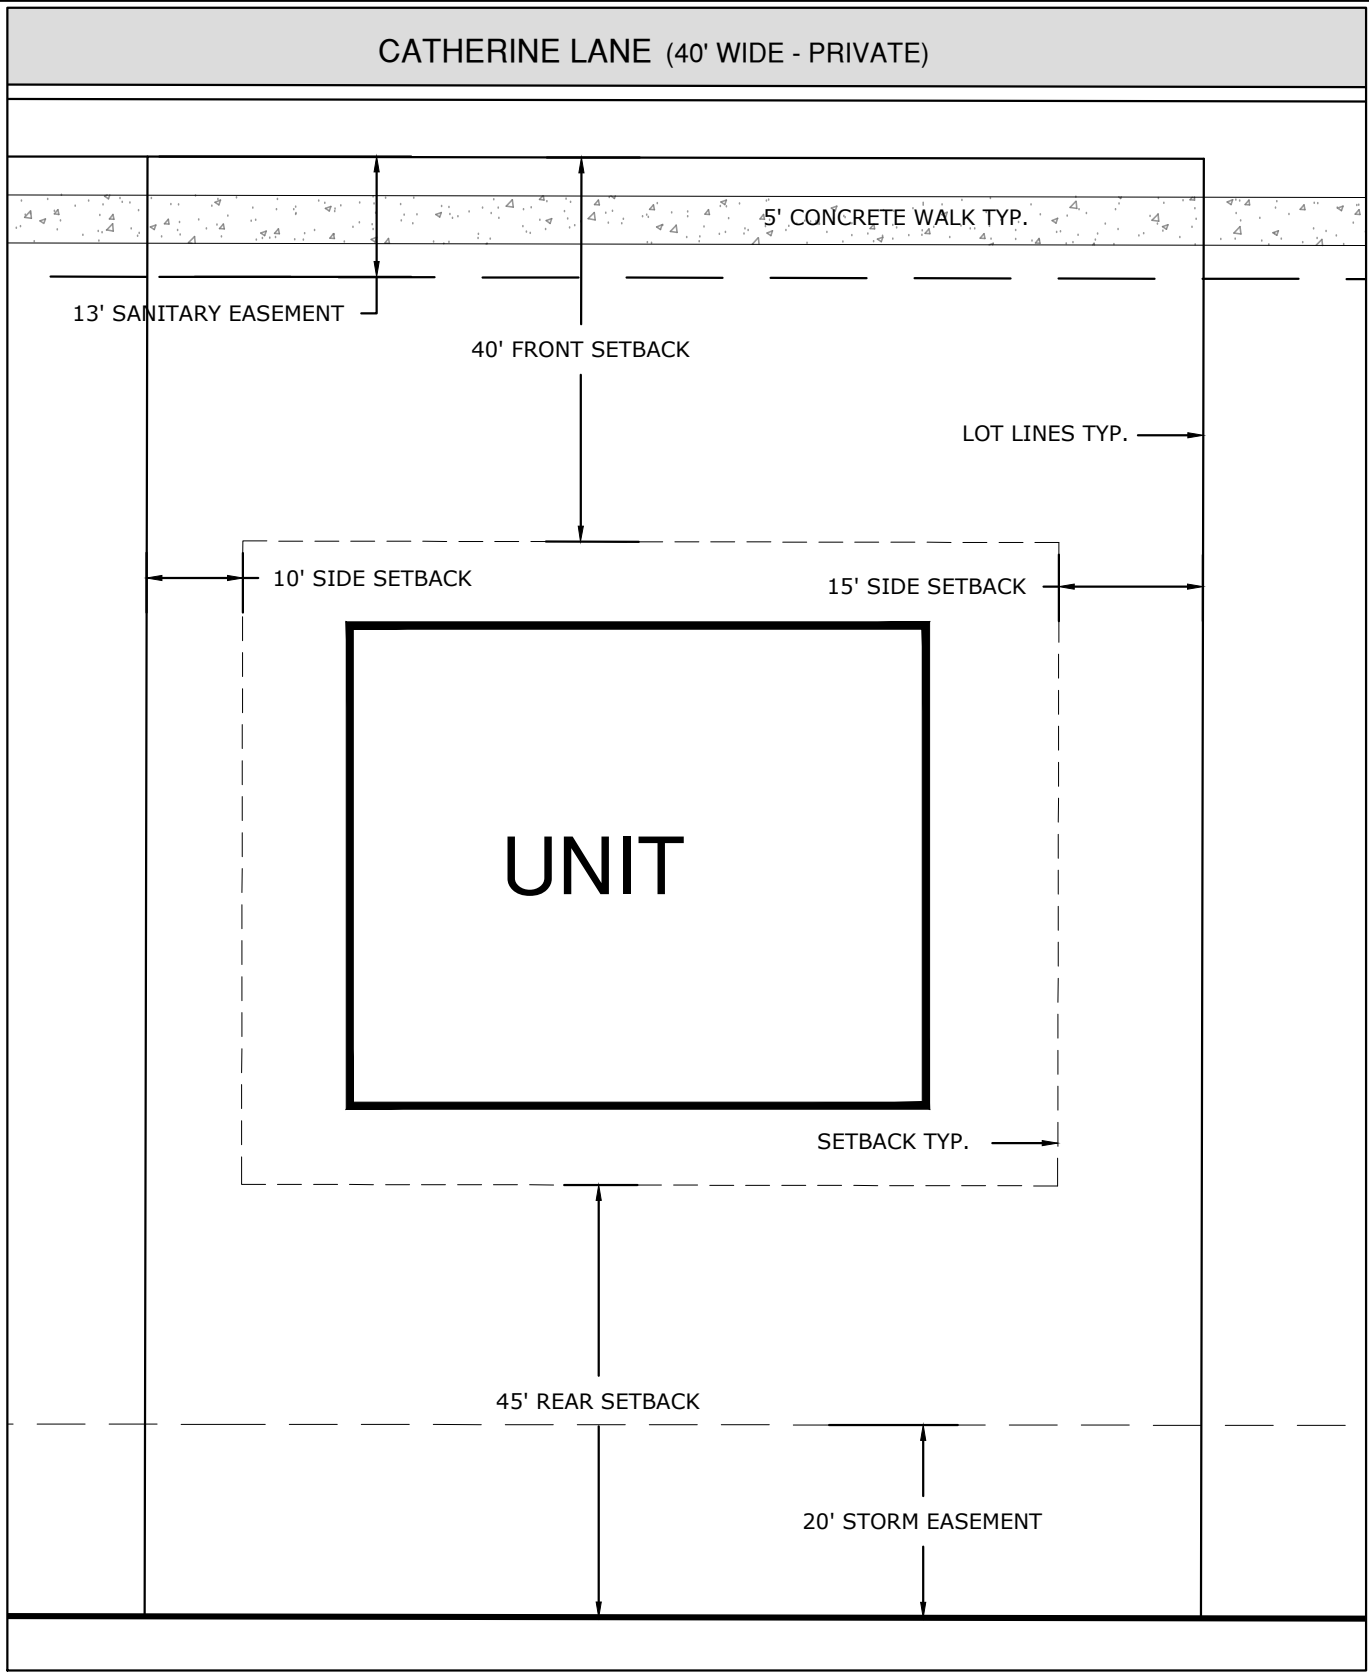 CATHERINE LANE (40' WIDE - PRIVATE)
5' CONCRETE WALK TYP.
13' SANITARY EASEMENT
40' FRONT SETBACK
LOT LINES TYP.
10' SIDE SETBACK
15' SIDE SETBACK
UNIT
SETBACK TYP.
45' REAR SETBACK
20' STORM EASEMENT